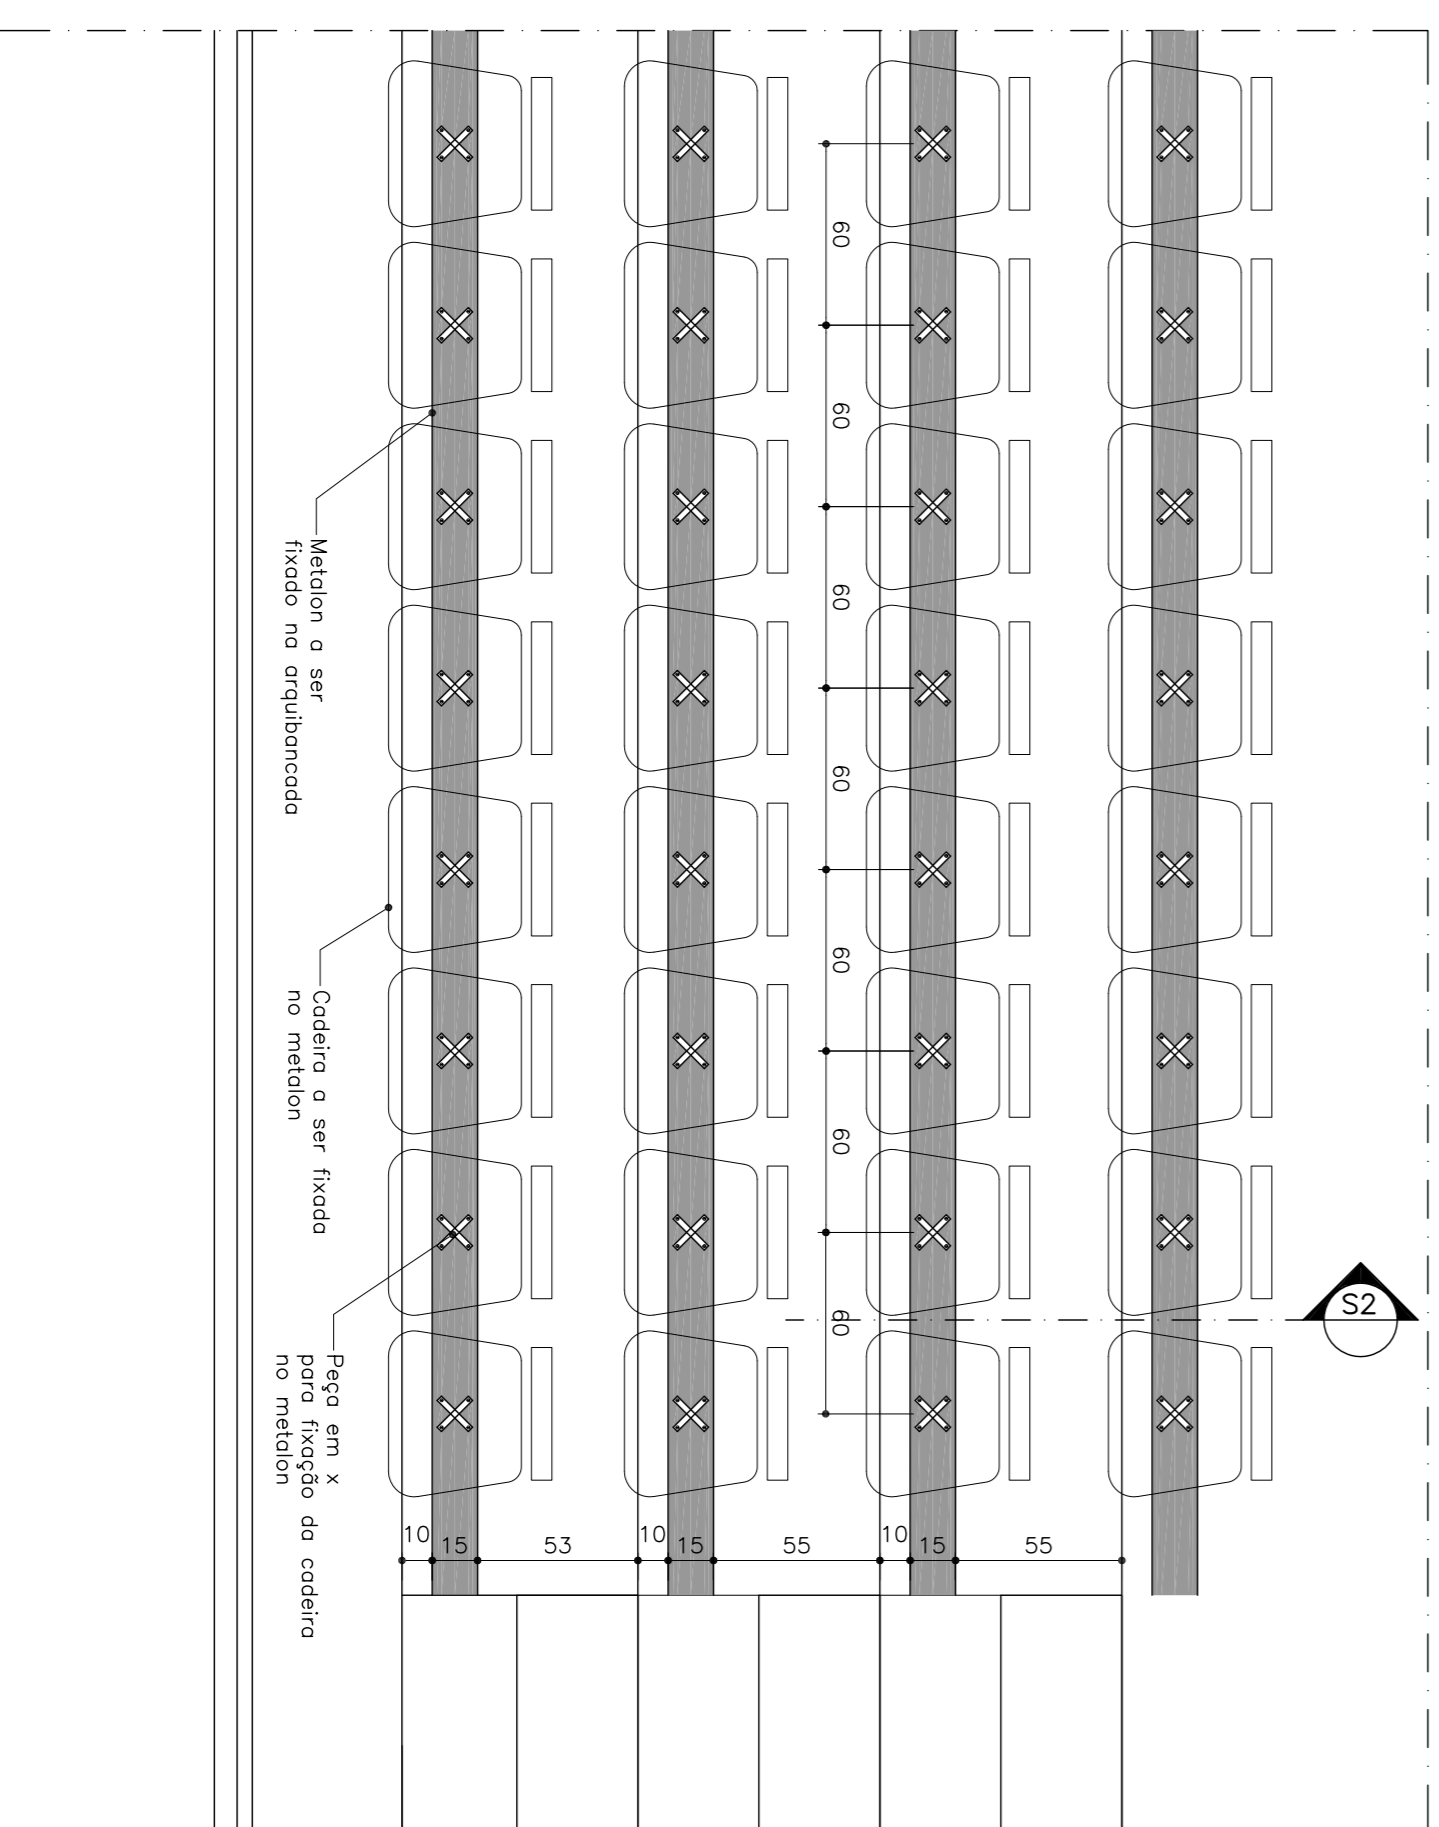 60
60
60
60
60
60
60
S2
Metalon a ser
fixado na arquibancada
Cadeira a ser fixada
no metalon
Peça em x
para fixação da cadeira
no metalon
10 15 53 10 15 55 10 15 55